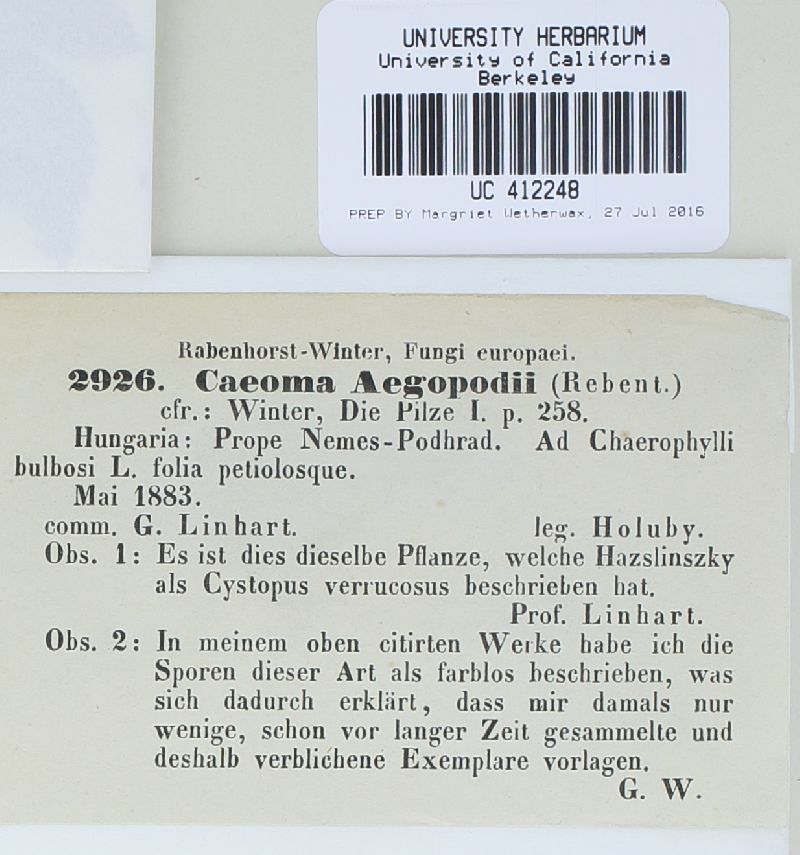 UNIVERSITY HERBARIUM
University of California
Berkeley
UC 412248
PREP BY Margriet Wetherwax, 27 Jul 2016
Rabenhorst-Winter, Fungi europaei.
2926. Caeoma Aegopodii (Rebent.)
cfr.: Winter, Die Pilze I. p. 258.
Hungaria: Prope Nemes-Podhrad. Ad Chaerophylli
bulbosi L. folia petiolosque.
Mai 1883.
comm. G. Linhart. leg. Holuby.
Obs. 1: Es ist dies dieselbe Pflanze, welche Hazslinszky
als Cystopus verrucosus beschrieben hat.
Prof. Linhart.
Obs. 2: In meinem oben citirten Werke habe ich die
Sporen dieser Art als farblos beschrieben, was
sich dadurch erklärt, dass mir damals nur
wenige, schon vor langer Zeit gesammelte und
deshalb verblichene Exemplare vorlagen.
G. W.